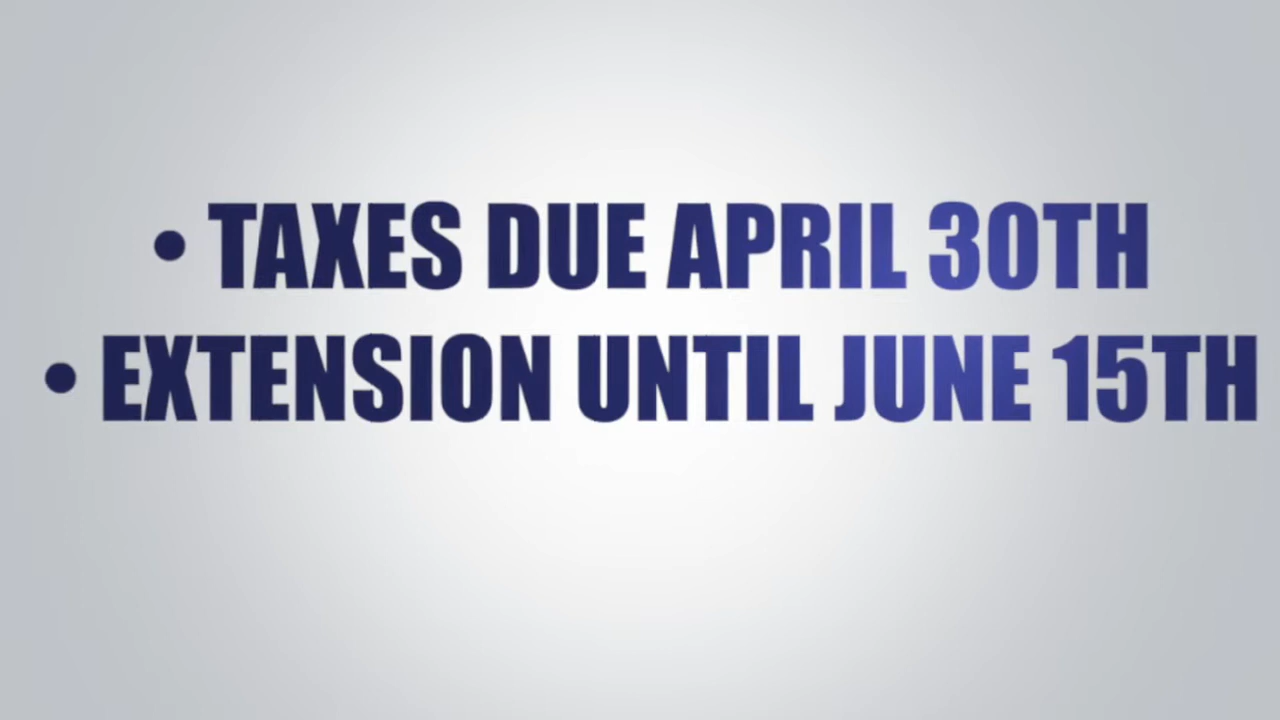 • TAXES DUE APRIL 30TH
• EXTENSION UNTIL JUNE 15TH